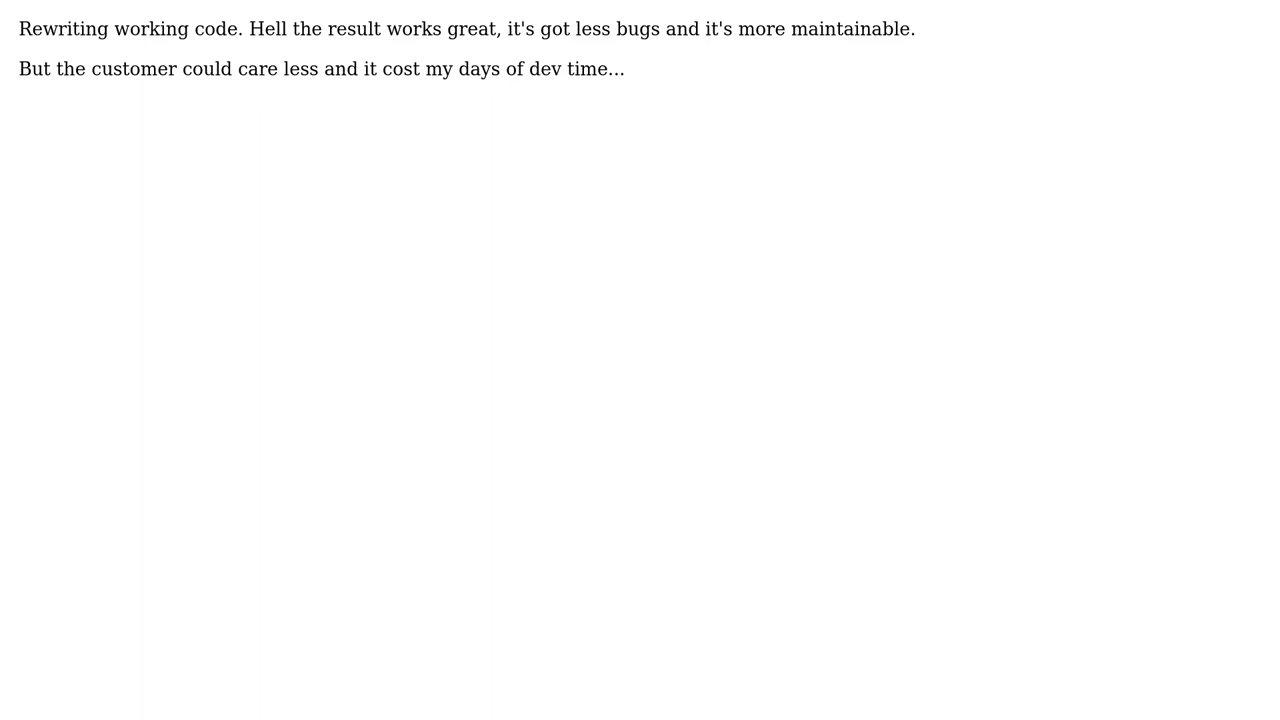 Rewriting working code. Hell the result works great, it's got less bugs and it's more maintainable.
But the customer could care less and it cost my days of dev time...